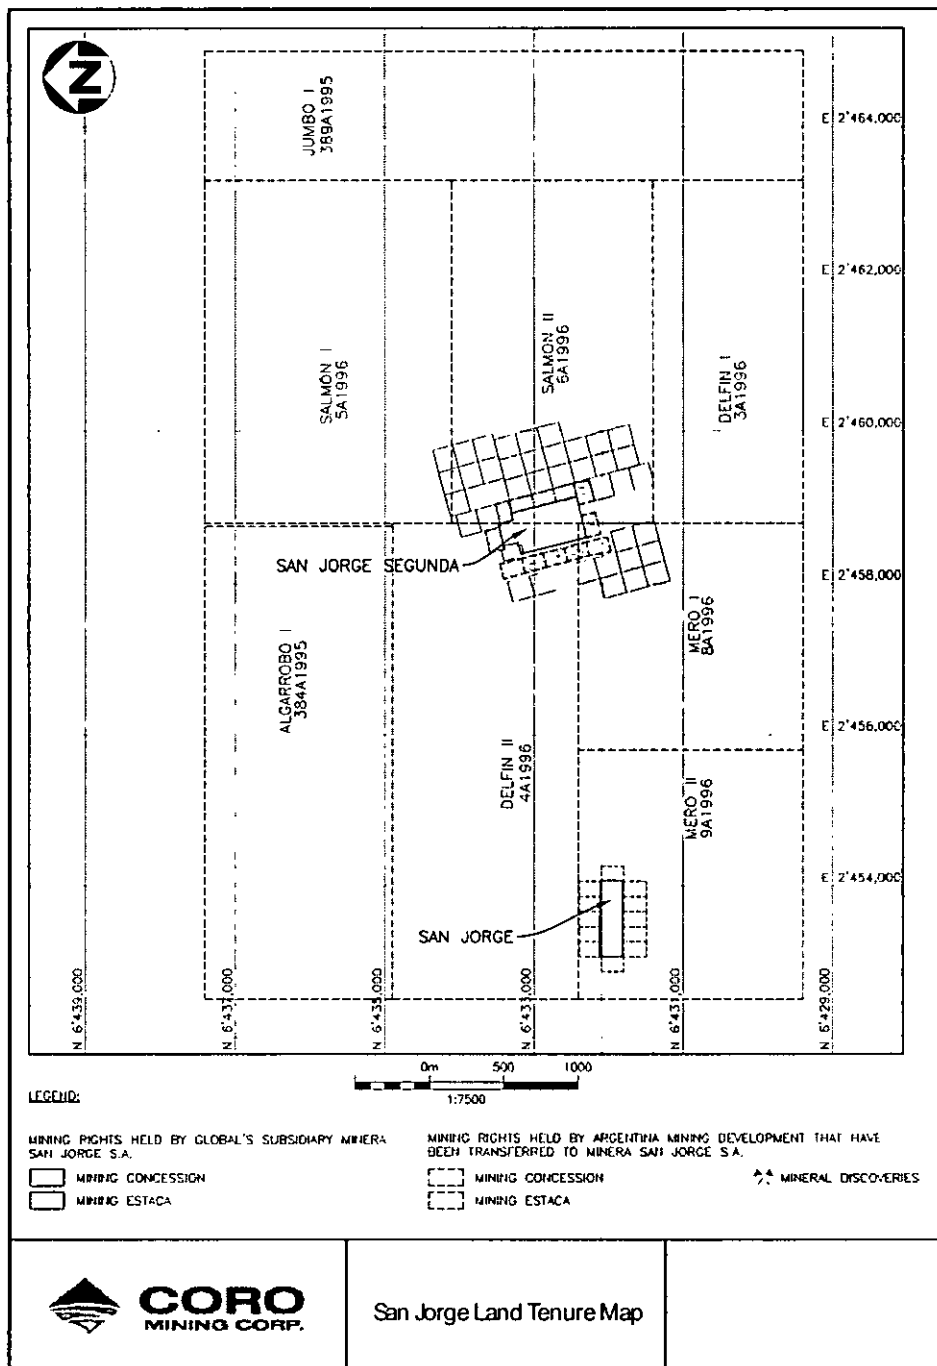 N
JUMBO I
389A1995
E 2'464,000
E 2'462,000
SALMON I
5A1996
SALMON II
6A1996
DELFIN I
3A1996
E 2'460,000
SAN JORGE SEGUNDA
E 2'458,000
ALGARROBO I
384A1995
MERO I
8A1996
E 2'456,000
DELFIN II
4A1996
MERO II
9A1996
E 2'454,000
SAN JORGE
N 6'439,000
N 6'437,000
N 6'435,000
N 6'433,000
N 6'431,000
N 6'429,000
0m 500 1000
1:7500
LEGEND:
MINING RIGHTS HELD BY GLOBAL'S SUBSIDIARY MINERA
SAN JORGE S.A.
MINING CONCESSION
MINING ESTACA
MINING RIGHTS HELD BY ARGENTINA MINING DEVELOPMENT THAT HAVE
BEEN TRANSFERRED TO MINERA SAN JORGE S.A.
MINING CONCESSION
MINING ESTACA
MINERAL DISCOVERIES
CORO
MINING CORP.
San Jorge Land Tenure Map